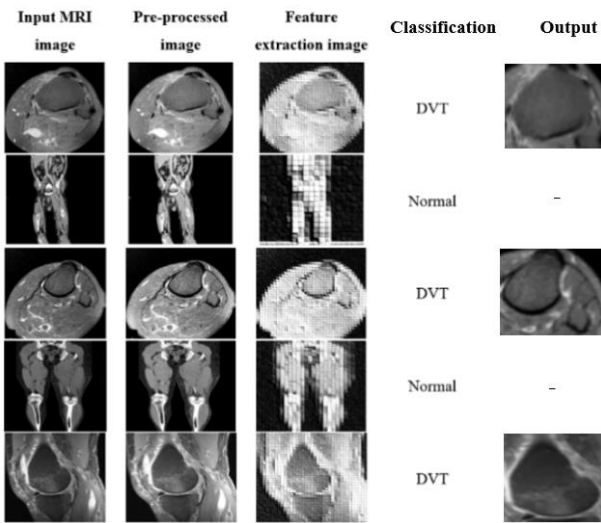 Input MRI image
Pre-processed image
Feature extraction image
Classification
Output
DVT
Normal
-
DVT
Normal
-
DVT